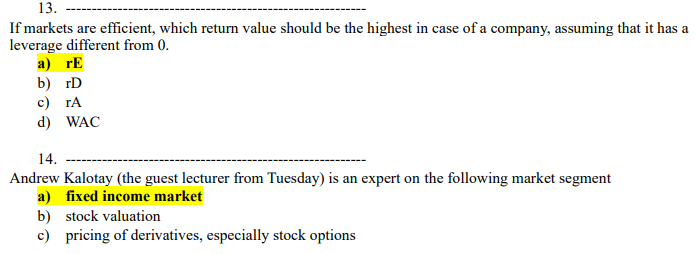 13. ------------------------------------------------------------
If markets are efficient, which return value should be the highest in case of a company, assuming that it has a
leverage different from 0.
a) rE
b) rD
c) rA
d) WAC
14. ------------------------------------------------------------
Andrew Kalotay (the guest lecturer from Tuesday) is an expert on the following market segment
a) fixed income market
b) stock valuation
c) pricing of derivatives, especially stock options